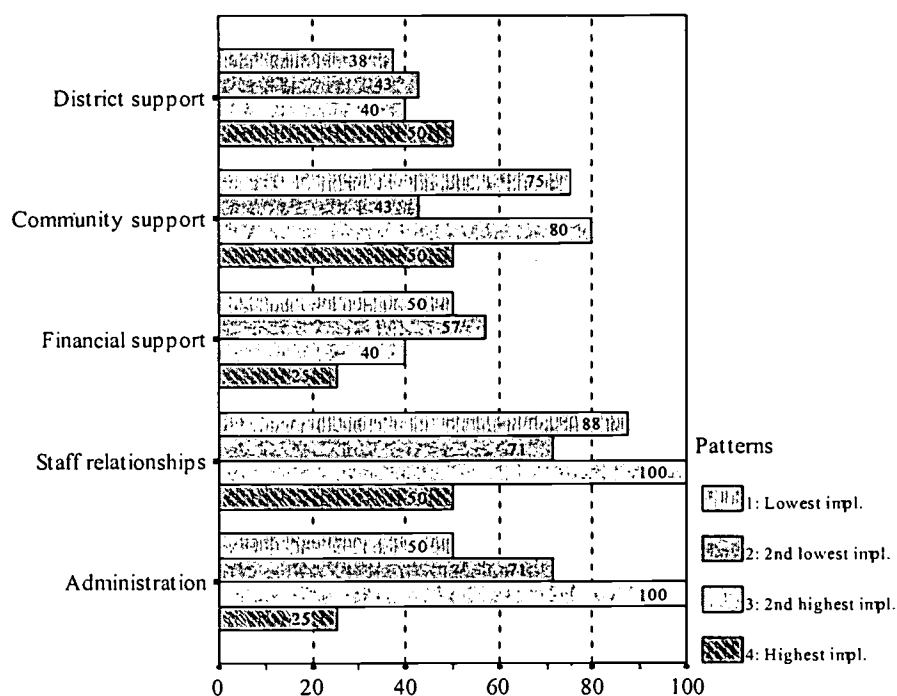 District support
38
43
40
50
Community support
75
43
80
50
Financial support
50
57
40
25
Staff relationships
88
71
100
50
Administration
50
71
100
25
0 20 40 60 80 100
Patterns
1: Lowest impl.
2: 2nd lowest impl.
3: 2nd highest impl.
4: Highest impl.